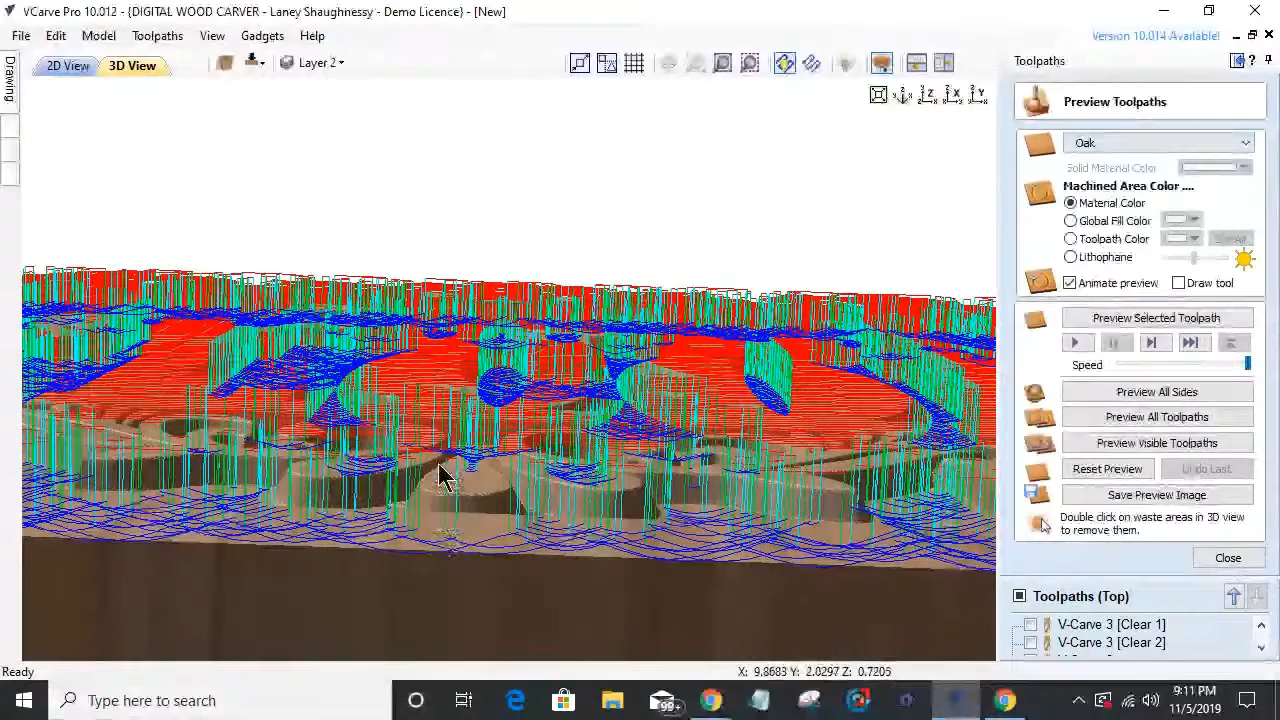 VCarve Pro 10.012 - {DIGITAL WOOD CARVER - Laney Shaughnessy - Demo Licence} - [New]
File Edit Model Toolpaths View Gadgets Help
Version 10.014 Available!
2D View 3D View
Layer 2
Drawing
Z X Y
Toolpaths
Preview Toolpaths
Oak
Solid Material Color
Machined Area Color ....
Material Color
Global Fill Color
Toolpath Color
Lithophane
Animate preview Draw tool
Preview Selected Toolpath
Speed
Preview All Sides
Preview All Toolpaths
Preview Visible Toolpaths
Reset Preview Undo Last
Save Preview Image
Double click on waste areas in 3D view
to remove them.
Close
Toolpaths (Top)
V-Carve 3 [Clear 1]
V-Carve 3 [Clear 2]
Ready
X: 9.8683 Y: 2.0297 Z: 0.7205
Type here to search
99+
9:11 PM
11/5/2019